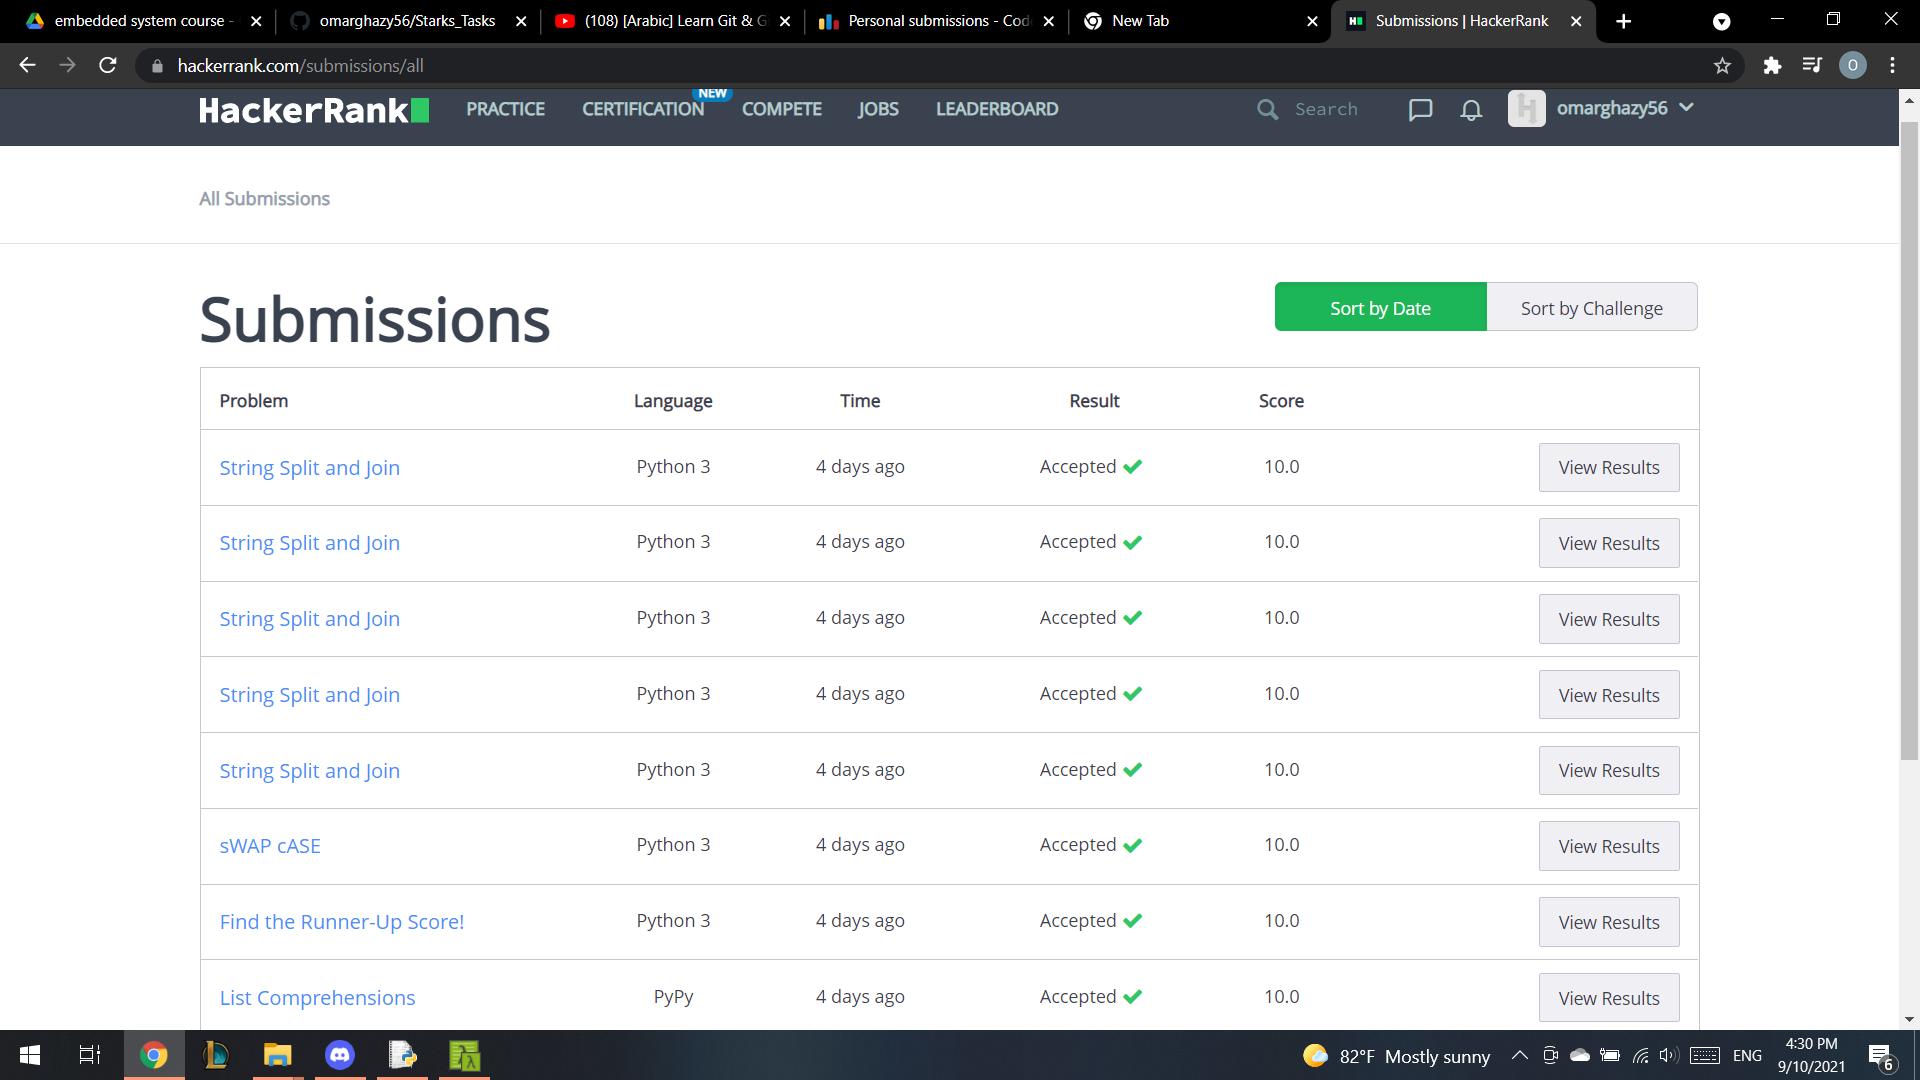 embedded system course -
omarghazy56/Starks_Tasks
(108) [Arabic] Learn Git & G
Personal submissions - Cod
New Tab
Submissions | HackerRank
hackerrank.com/submissions/all
O
HackerRank
PRACTICE
CERTIFICATION
NEW
COMPETE
JOBS
LEADERBOARD
Search
H
omarghazy56
All Submissions
Submissions
Sort by Date
Sort by Challenge
Problem Language Time Result Score
String Split and Join Python 3 4 days ago Accepted 10.0 View Results
String Split and Join Python 3 4 days ago Accepted 10.0 View Results
String Split and Join Python 3 4 days ago Accepted 10.0 View Results
String Split and Join Python 3 4 days ago Accepted 10.0 View Results
String Split and Join Python 3 4 days ago Accepted 10.0 View Results
sWAP cASE Python 3 4 days ago Accepted 10.0 View Results
Find the Runner-Up Score! Python 3 4 days ago Accepted 10.0 View Results
List Comprehensions PyPy 4 days ago Accepted 10.0 View Results
82°F Mostly sunny
ENG
4:30 PM
9/10/2021
6